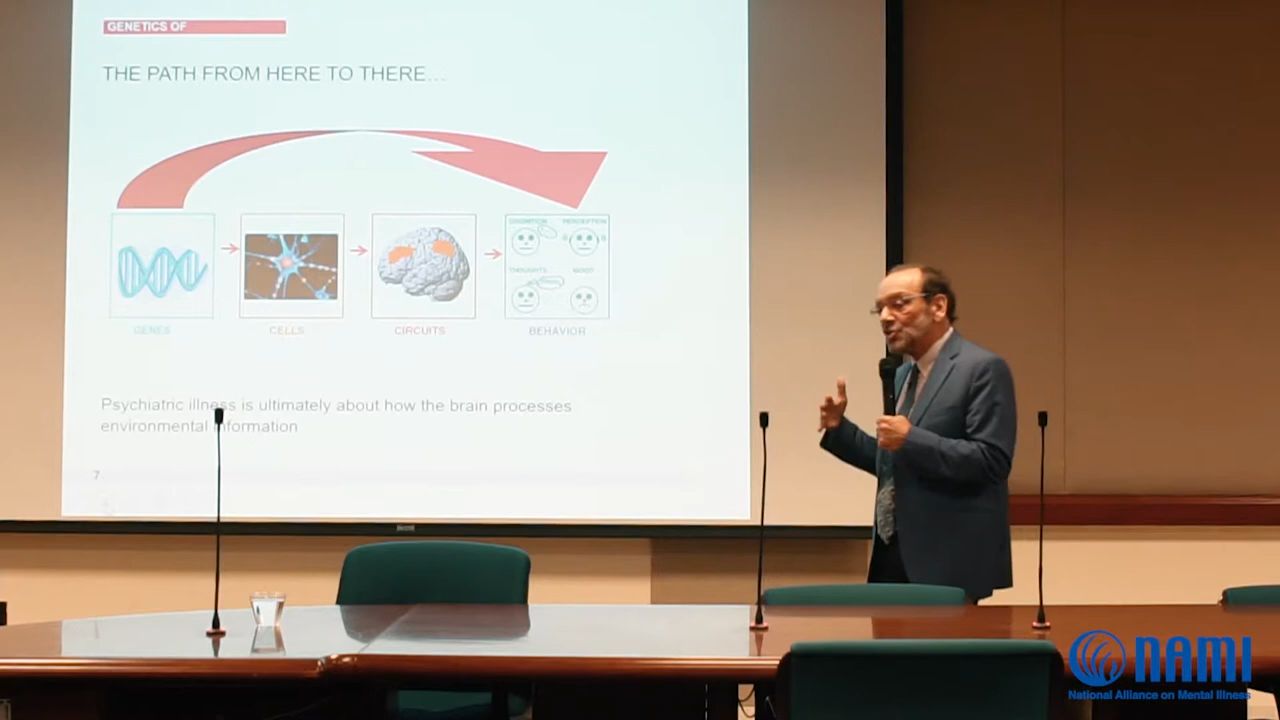 GENETICS OF
THE PATH FROM HERE TO THERE...
COGNITION
PERCEPTION
THOUGHTS
MOOD
GENES
CELLS
CIRCUITS
BEHAVIOR
Psychiatric illness is ultimately about how the brain processes
environmental information
7
NAMI
National Alliance on Mental Illness